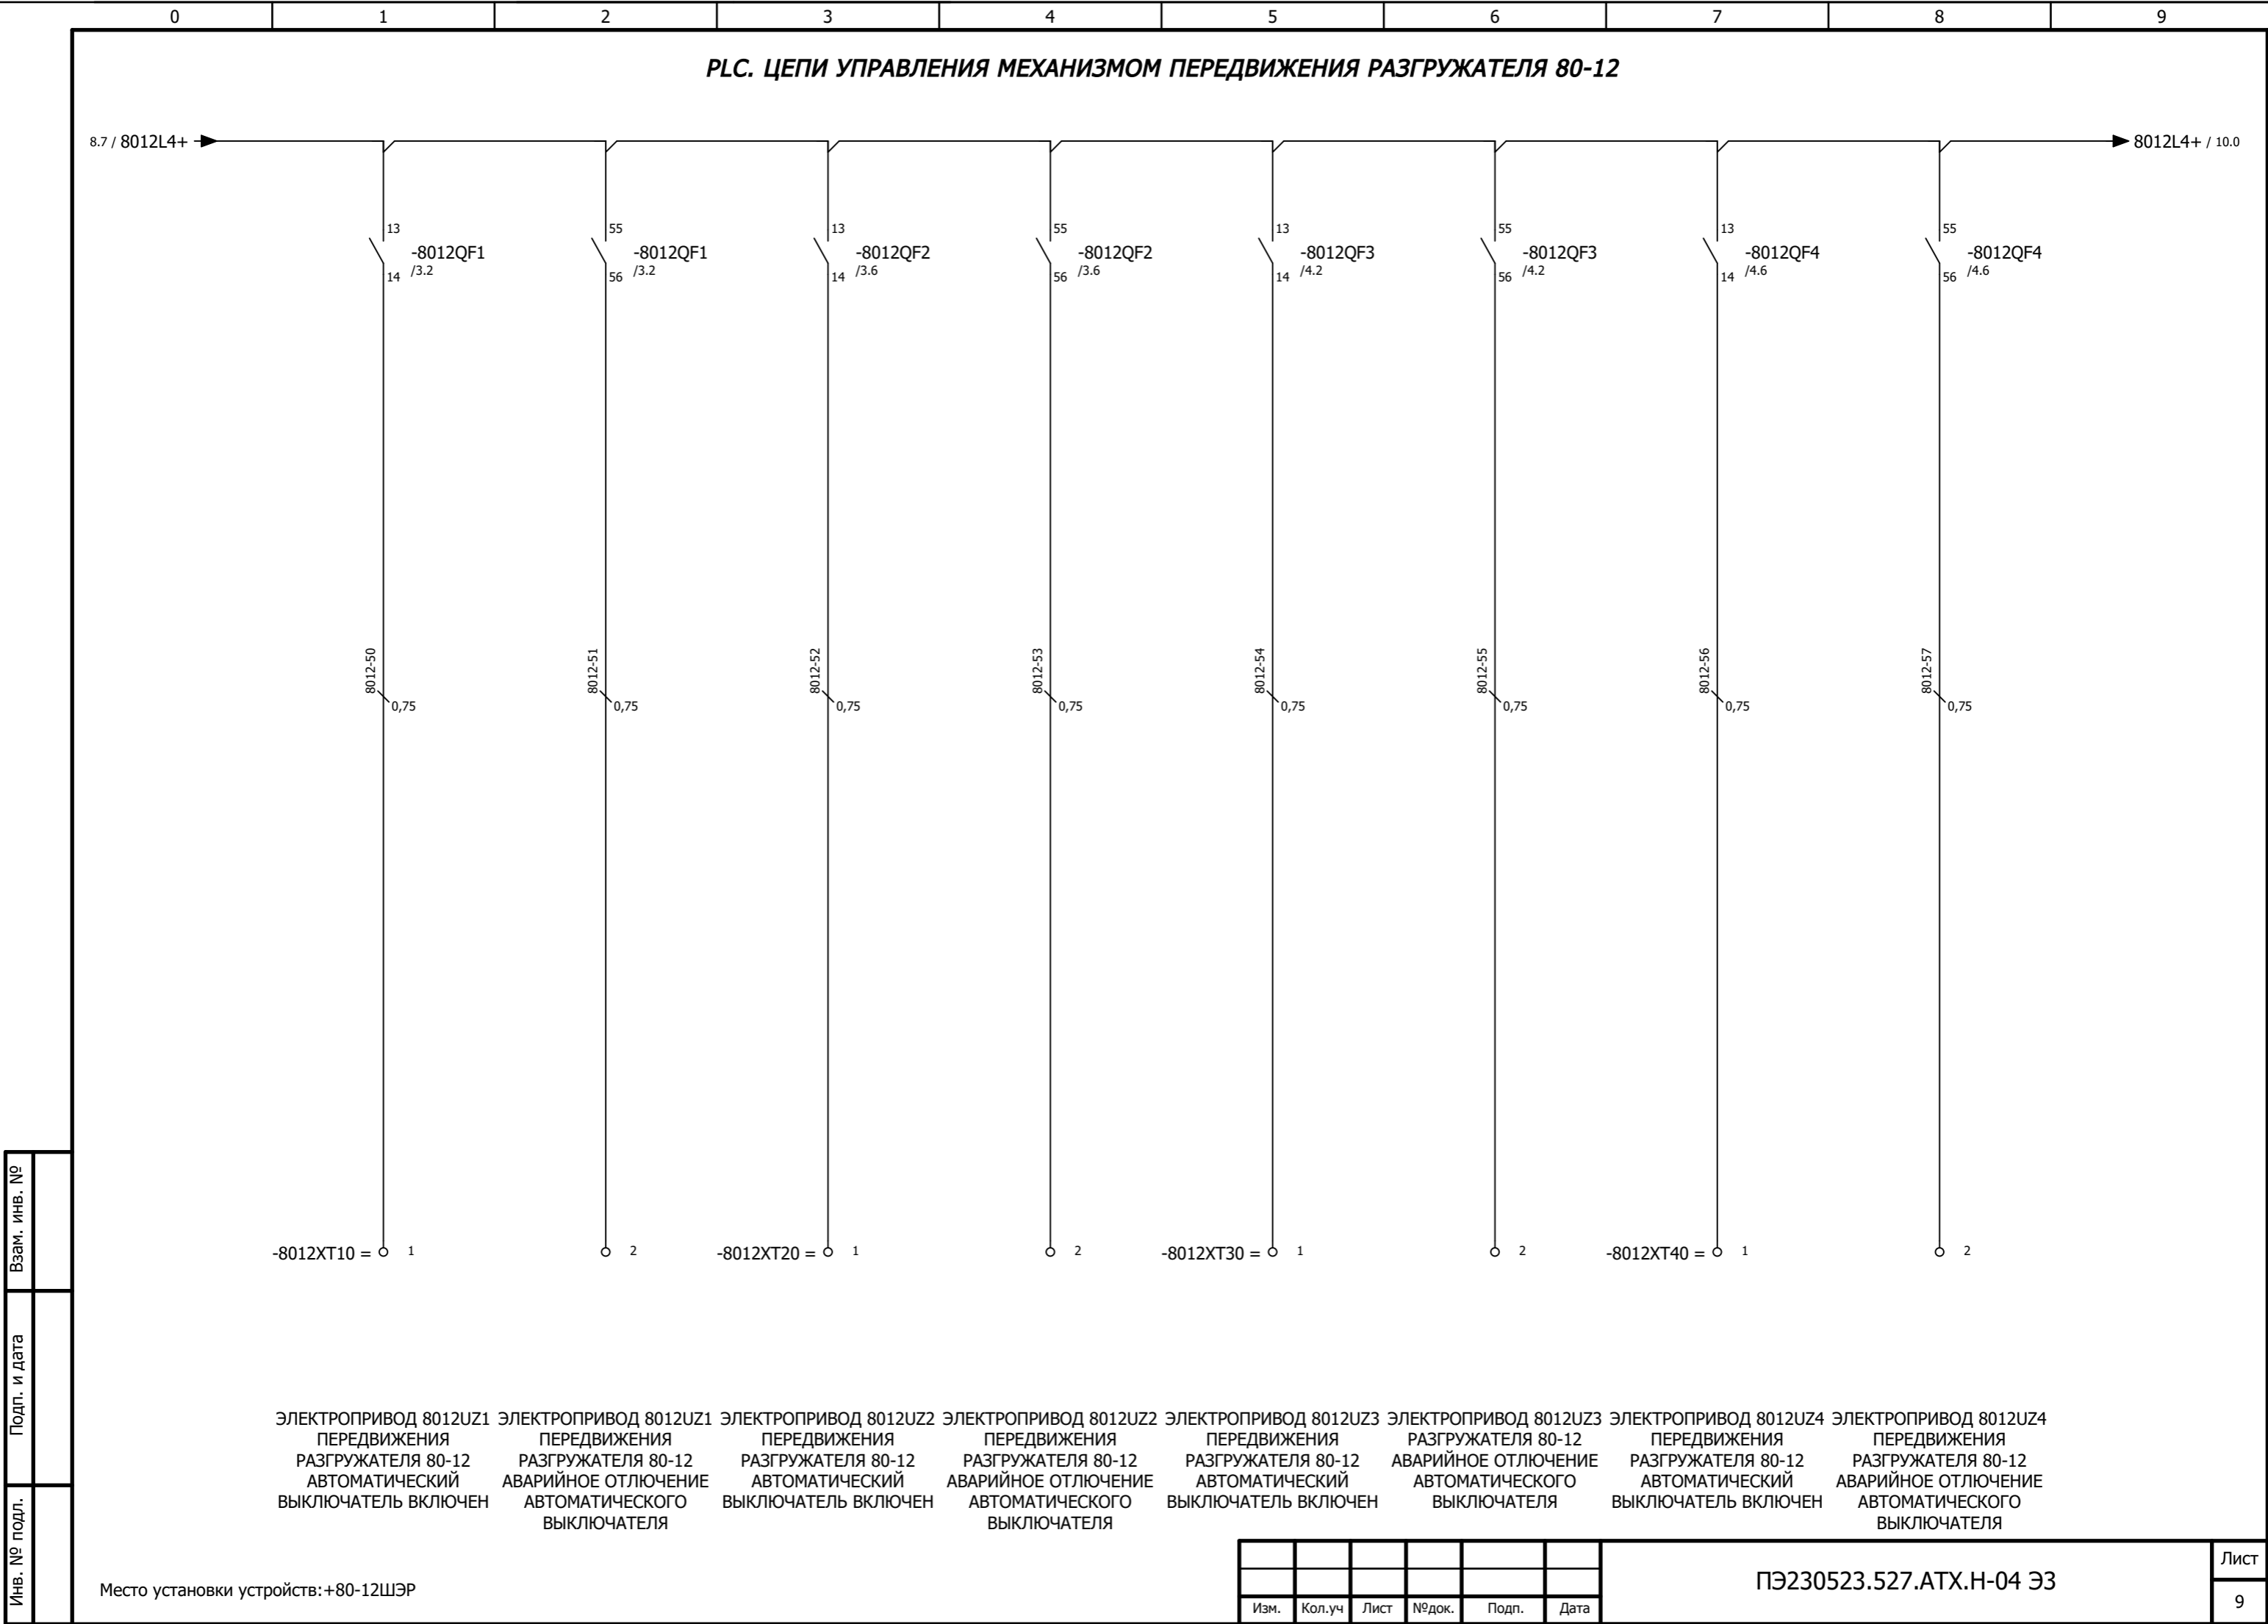 0 1 2 3 4 5 6 7 8 9
PLC. ЦЕПИ УПРАВЛЕНИЯ МЕХАНИЗМОМ ПЕРЕДВИЖЕНИЯ РАЗГРУЖАТЕЛЯ 80-12
8.7 / 8012L4+ 8012L4+ / 10.0
13 55 13 55 13 55 13 55
-8012QF1 -8012QF1 -8012QF2 -8012QF2 -8012QF3 -8012QF3 -8012QF4 -8012QF4
14 /3.2 56 /3.2 14 /3.6 56 /3.6 14 /4.2 56 /4.2 14 /4.6 56 /4.6
8012-50 8012-51 8012-52 8012-53 8012-54 8012-55 8012-56 8012-57
0,75 0,75 0,75 0,75 0,75 0,75 0,75 0,75
-8012XT10 = 1 2 -8012XT20 = 1 2 -8012XT30 = 1 2 -8012XT40 = 1 2
ЭЛЕКТРОПРИВОД 8012UZ1
ПЕРЕДВИЖЕНИЯ
РАЗГРУЖАТЕЛЯ 80-12
АВТОМАТИЧЕСКИЙ
ВЫКЛЮЧАТЕЛЬ ВКЛЮЧЕН
ЭЛЕКТРОПРИВОД 8012UZ1
ПЕРЕДВИЖЕНИЯ
РАЗГРУЖАТЕЛЯ 80-12
АВАРИЙНОЕ ОТЛЮЧЕНИЕ
АВТОМАТИЧЕСКОГО
ВЫКЛЮЧАТЕЛЯ
ЭЛЕКТРОПРИВОД 8012UZ2
ПЕРЕДВИЖЕНИЯ
РАЗГРУЖАТЕЛЯ 80-12
АВТОМАТИЧЕСКИЙ
ВЫКЛЮЧАТЕЛЬ ВКЛЮЧЕН
ЭЛЕКТРОПРИВОД 8012UZ2
ПЕРЕДВИЖЕНИЯ
РАЗГРУЖАТЕЛЯ 80-12
АВАРИЙНОЕ ОТЛЮЧЕНИЕ
АВТОМАТИЧЕСКОГО
ВЫКЛЮЧАТЕЛЯ
ЭЛЕКТРОПРИВОД 8012UZ3
ПЕРЕДВИЖЕНИЯ
РАЗГРУЖАТЕЛЯ 80-12
АВТОМАТИЧЕСКИЙ
ВЫКЛЮЧАТЕЛЬ ВКЛЮЧЕН
ЭЛЕКТРОПРИВОД 8012UZ3
РАЗГРУЖАТЕЛЯ 80-12
АВАРИЙНОЕ ОТЛЮЧЕНИЕ
АВТОМАТИЧЕСКОГО
ВЫКЛЮЧАТЕЛЯ
ЭЛЕКТРОПРИВОД 8012UZ4
ПЕРЕДВИЖЕНИЯ
РАЗГРУЖАТЕЛЯ 80-12
АВТОМАТИЧЕСКИЙ
ВЫКЛЮЧАТЕЛЬ ВКЛЮЧЕН
ЭЛЕКТРОПРИВОД 8012UZ4
ПЕРЕДВИЖЕНИЯ
РАЗГРУЖАТЕЛЯ 80-12
АВАРИЙНОЕ ОТЛЮЧЕНИЕ
АВТОМАТИЧЕСКОГО
ВЫКЛЮЧАТЕЛЯ
Взам. инв. №
Подп. и дата
Инв. № подл.
Место установки устройств:+80-12ШЭР
Изм. Кол.уч Лист №док. Подп. Дата
ПЭ230523.527.АТХ.Н-04 ЭЗ
Лист
9